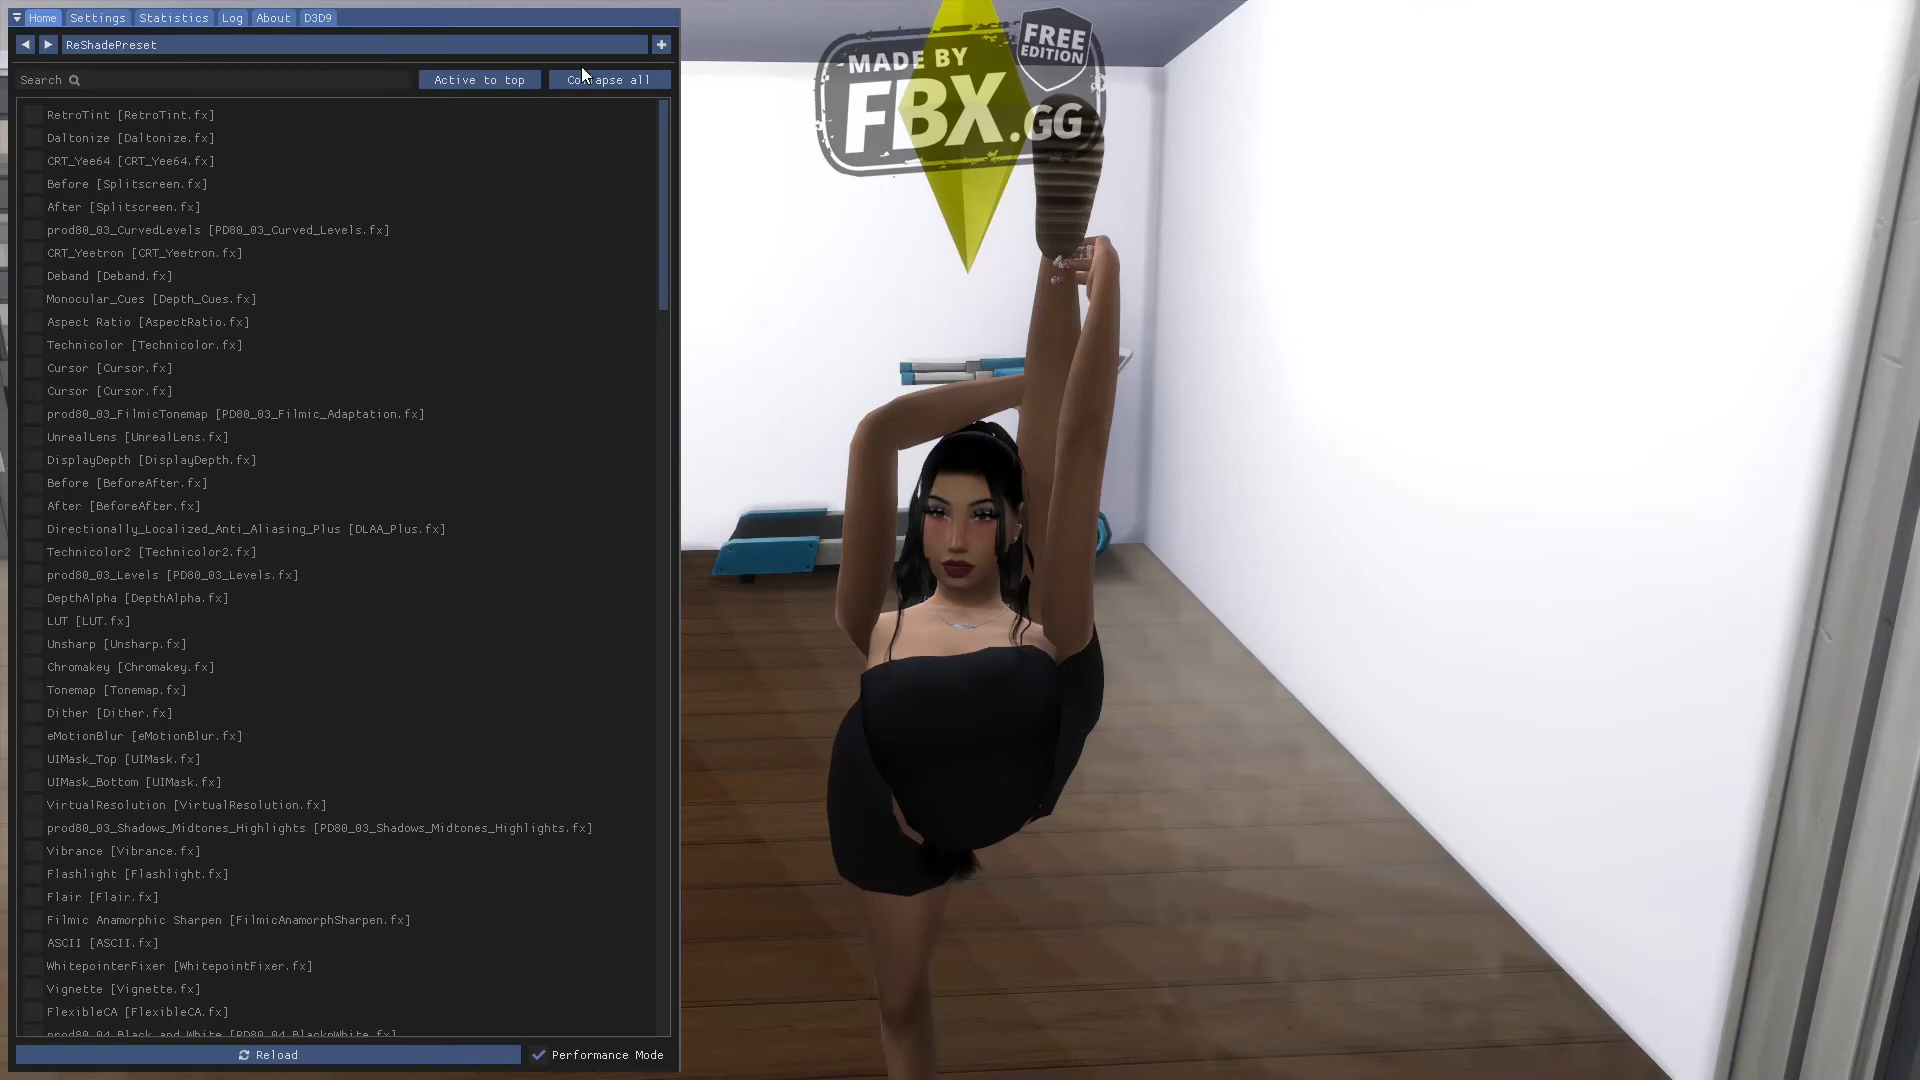 Home Settings Statistics Log About D3D9
ReShadePreset
Search Active to top Collapse all
RetroTint [RetroTint.fx]
Daltonize [Daltonize.fx]
CRT_Yee64 [CRT_Yee64.fx]
Before [Splitscreen.fx]
After [Splitscreen.fx]
prod80_03_CurvedLevels [PD80_03_Curved_Levels.fx]
CRT_Yeetron [CRT_Yeetron.fx]
Deband [Deband.fx]
Monocular_Cues [Depth_Cues.fx]
Aspect Ratio [AspectRatio.fx]
Technicolor [Technicolor.fx]
Cursor [Cursor.fx]
Cursor [Cursor.fx]
prod80_03_FilmicTonemap [PD80_03_Filmic_Adaptation.fx]
UnrealLens [UnrealLens.fx]
DisplayDepth [DisplayDepth.fx]
Before [BeforeAfter.fx]
After [BeforeAfter.fx]
Directionally_Localized_Anti_Aliasing_Plus [DLAA_Plus.fx]
Technicolor2 [Technicolor2.fx]
prod80_03_Levels [PD80_03_Levels.fx]
DepthAlpha [DepthAlpha.fx]
LUT [LUT.fx]
Unsharp [Unsharp.fx]
Chromakey [Chromakey.fx]
Tonemap [Tonemap.fx]
Dither [Dither.fx]
eMotionBlur [eMotionBlur.fx]
UIMask_Top [UIMask.fx]
UIMask_Bottom [UIMask.fx]
VirtualResolution [VirtualResolution.fx]
prod80_03_Shadows_Midtones_Highlights [PD80_03_Shadows_Midtones_Highlights.fx]
Vibrance [Vibrance.fx]
Flashlight [Flashlight.fx]
Flair [Flair.fx]
Filmic Anamorphic Sharpen [FilmicAnamorphSharpen.fx]
ASCII [ASCII.fx]
WhitepointerFixer [WhitepointFixer.fx]
Vignette [Vignette.fx]
FlexibleCA [FlexibleCA.fx]
prod80_04_Black_and_White [PD80_04_BlacknWhite.fx]
Reload Performance Mode
MADE BY
FBX.GG
FREE
EDITION